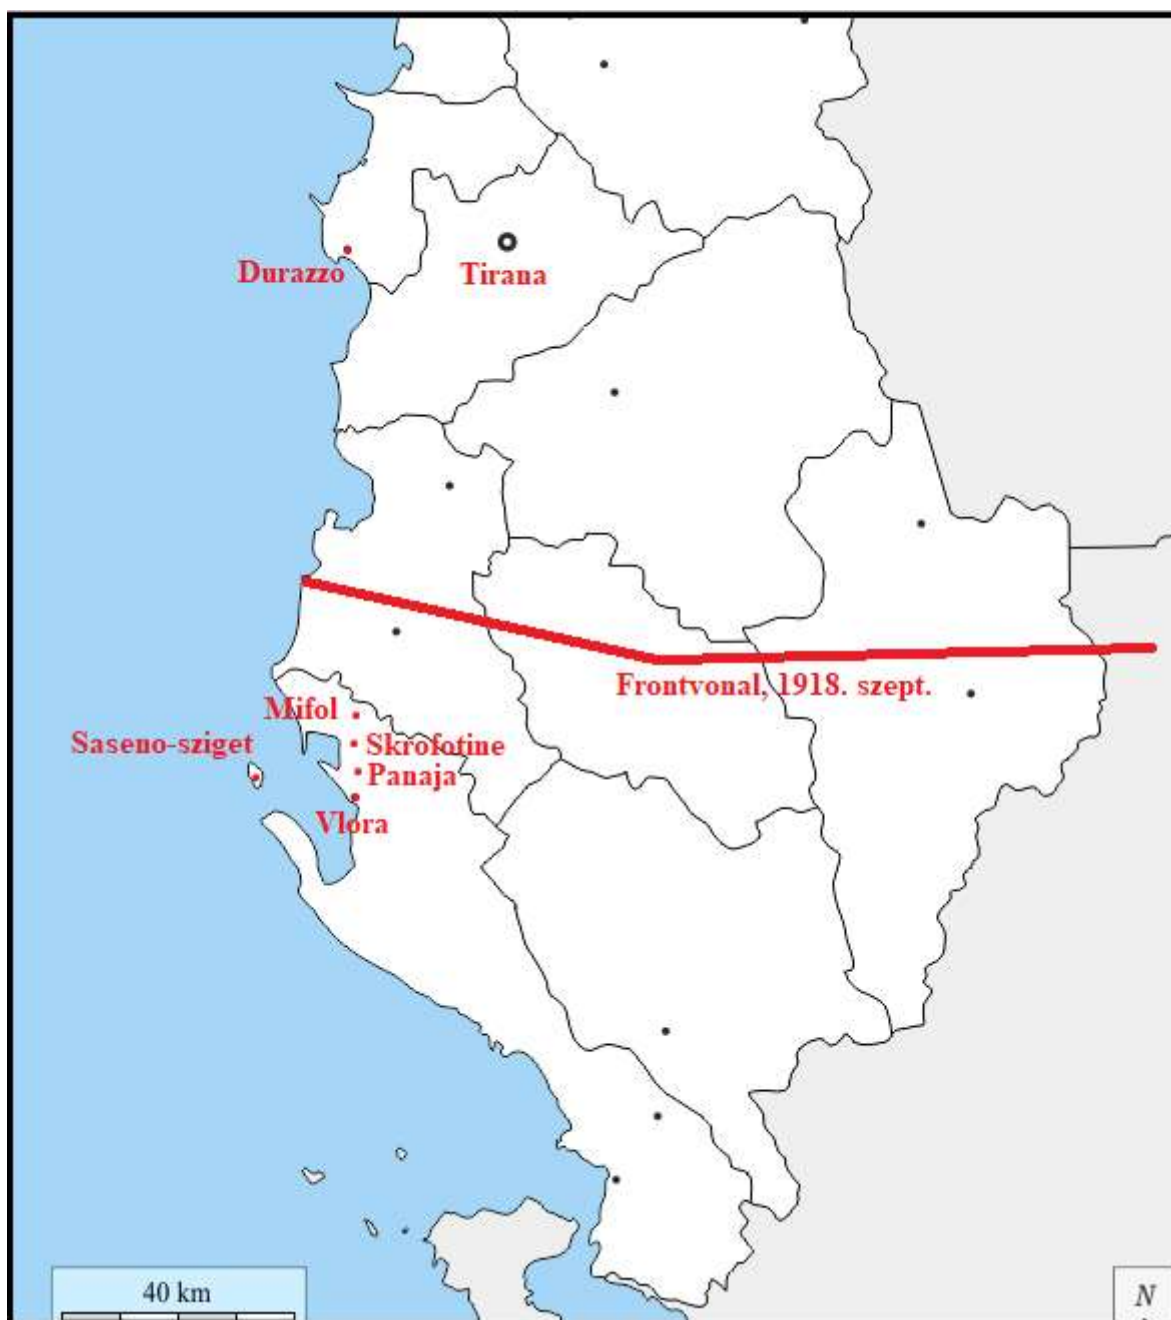 Durazzo
Tirana
Frontvonal, 1918. szept.
Mifol
Saseno-sziget
Skrofotine
Panaja
Vlora
40 km
N